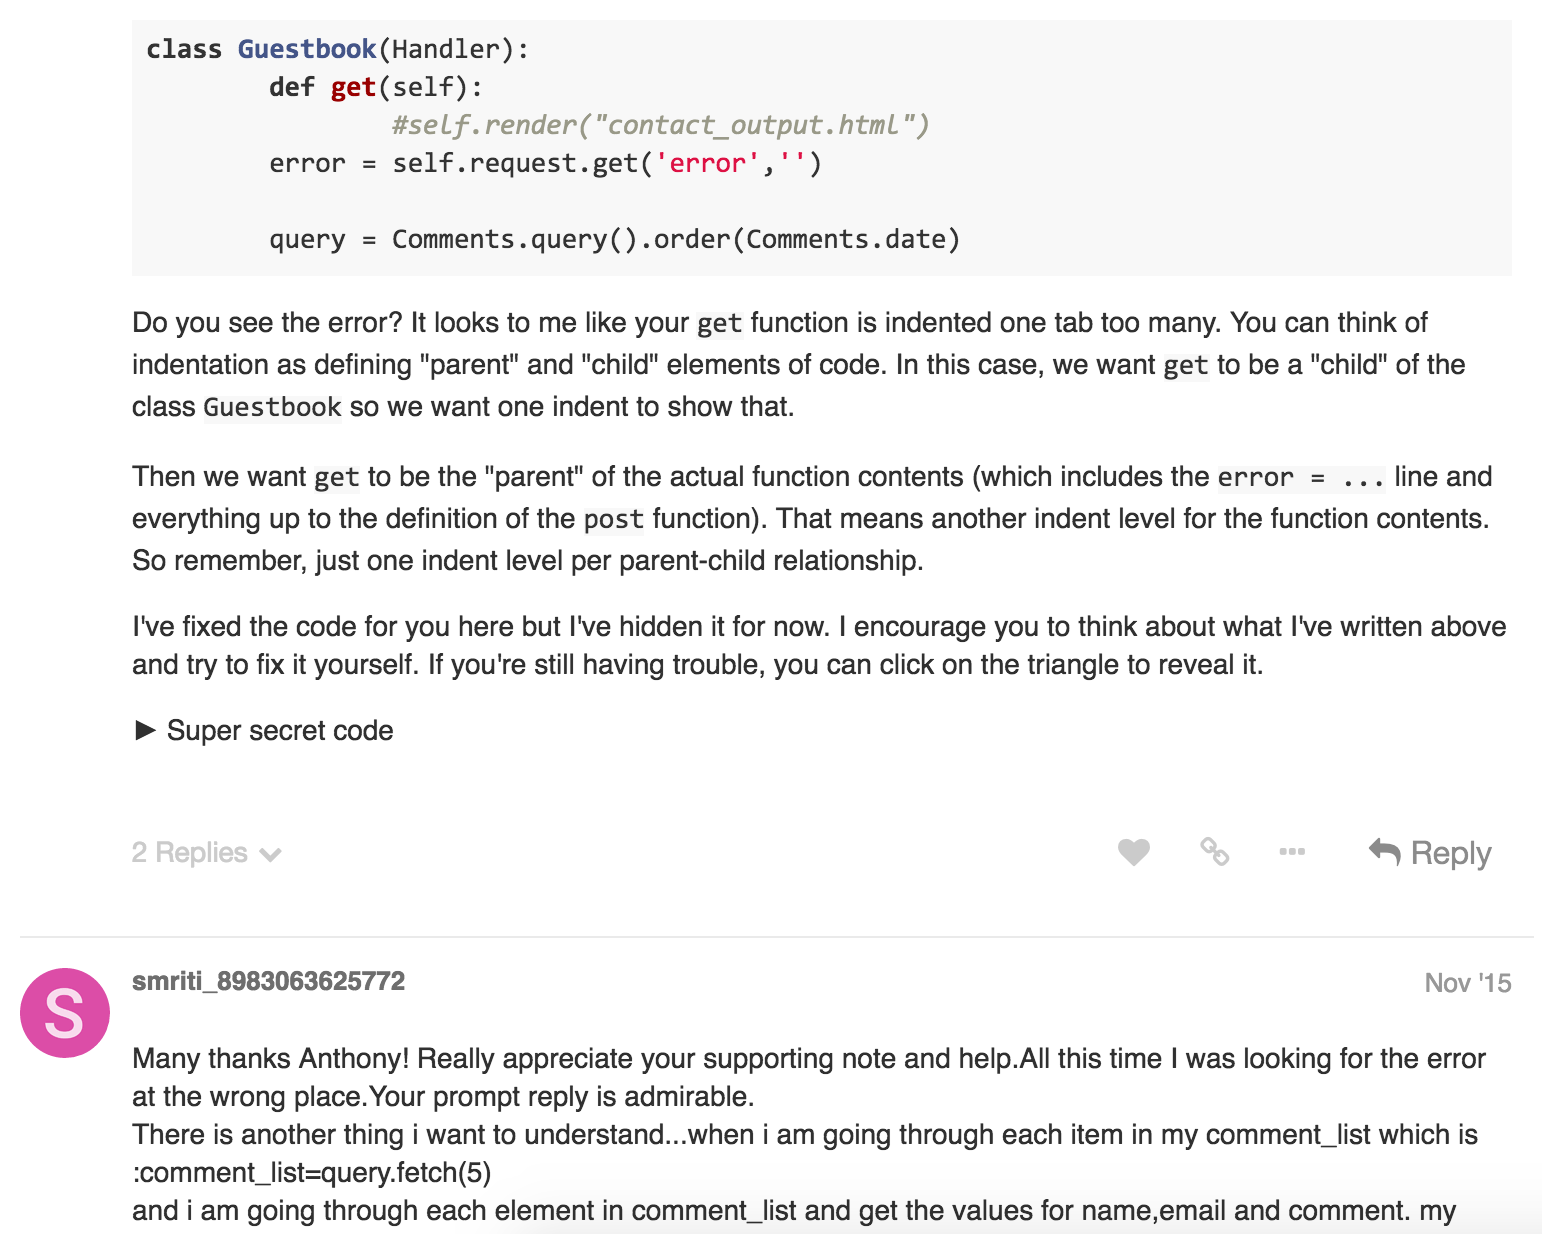 class Guestbook(Handler):
        def get(self):
                #self.render("contact_output.html")
        error = self.request.get('error','')
        query = Comments.query().order(Comments.date)
Do you see the error? It looks to me like your get function is indented one tab too many. You can think of
indentation as defining "parent" and "child" elements of code. In this case, we want get to be a "child" of the
class Guestbook so we want one indent to show that.
Then we want get to be the "parent" of the actual function contents (which includes the error = ... line and
everything up to the definition of the post function). That means another indent level for the function contents.
So remember, just one indent level per parent-child relationship.
I've fixed the code for you here but I've hidden it for now. I encourage you to think about what I've written above
and try to fix it yourself. If you're still having trouble, you can click on the triangle to reveal it.
► Super secret code
2 Replies
Reply
S
smriti_8983063625772
Nov '15
Many thanks Anthony! Really appreciate your supporting note and help.All this time I was looking for the error
at the wrong place.Your prompt reply is admirable.
There is another thing i want to understand...when i am going through each item in my comment_list which is
:comment_list=query.fetch(5)
and i am going through each element in comment_list and get the values for name,email and comment. my